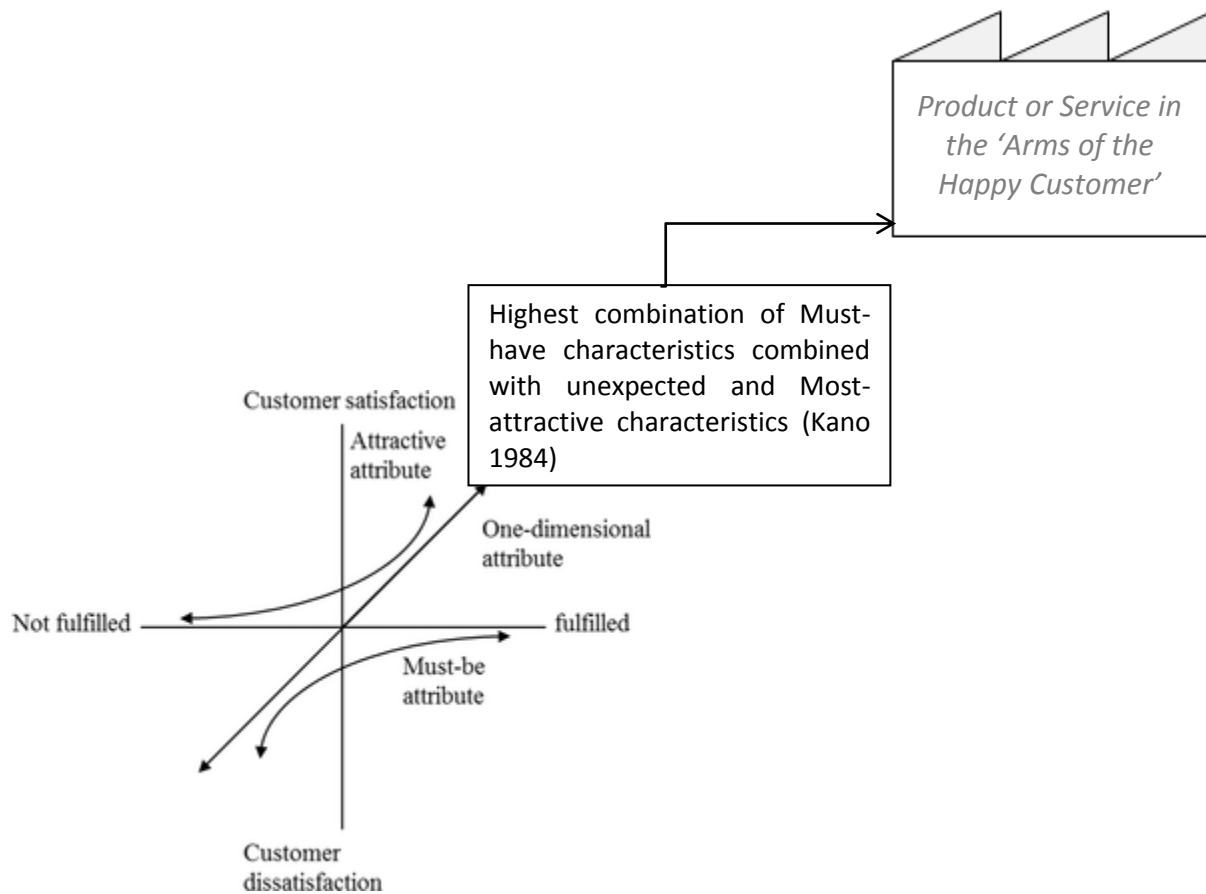 Product or Service in
the ‘Arms of the
Happy Customer’
Highest combination of Must-
have characteristics combined
with unexpected and Most-
attractive characteristics (Kano
1984)
Customer satisfaction
Attractive
attribute
One-dimensional
attribute
Not fulfilled
fulfilled
Must-be
attribute
Customer
dissatisfaction